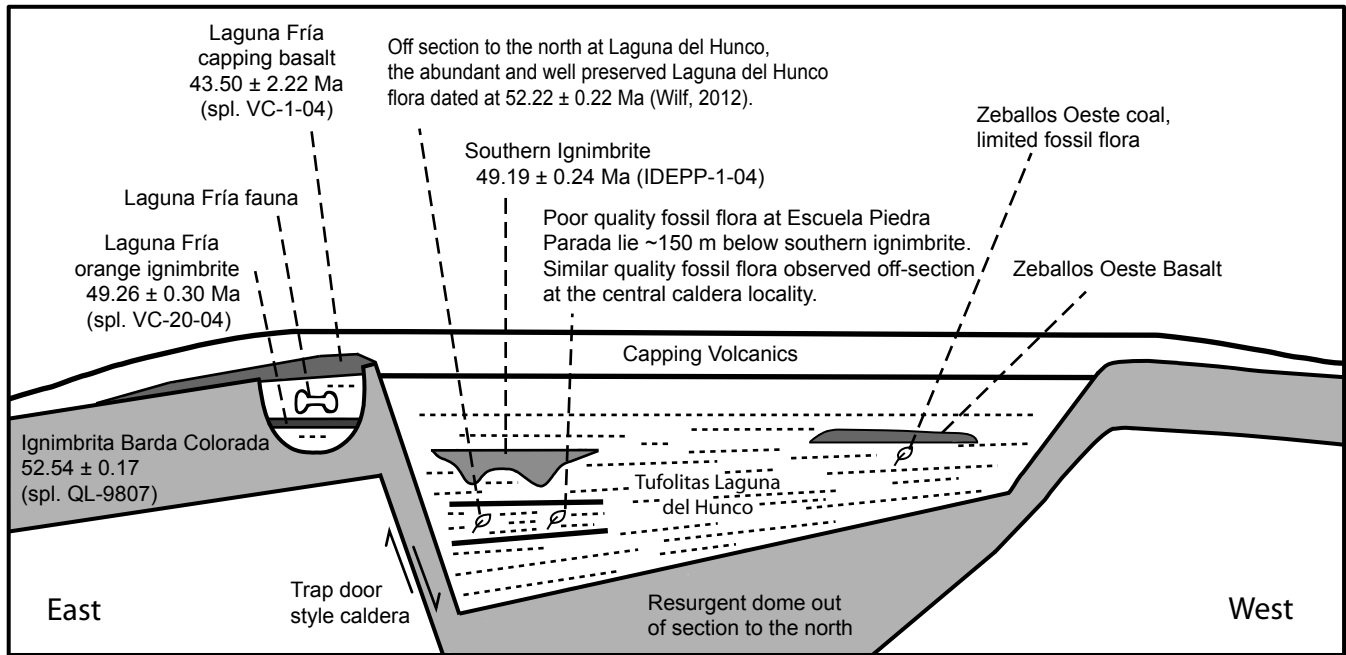 Laguna Fría
capping basalt
43.50 ± 2.22 Ma
(spl. VC-1-04)
Off section to the north at Laguna del Hunco,
the abundant and well preserved Laguna del Hunco
flora dated at 52.22 ± 0.22 Ma (Wilf, 2012).
Zeballos Oeste coal,
limited fossil flora
Southern Ignimbrite
49.19 ± 0.24 Ma (IDEPP-1-04)
Laguna Fría fauna
Poor quality fossil flora at Escuela Piedra
Parada lie ~150 m below southern ignimbrite.
Similar quality fossil flora observed off-section
at the central caldera locality.
Laguna Fría
orange ignimbrite
49.26 ± 0.30 Ma
(spl. VC-20-04)
Zeballos Oeste Basalt
Capping Volcanics
Ignimbrita Barda Colorada
52.54 ± 0.17
(spl. QL-9807)
Tufolitas Laguna
del Hunco
Trap door
style caldera
Resurgent dome out
of section to the north
East
West